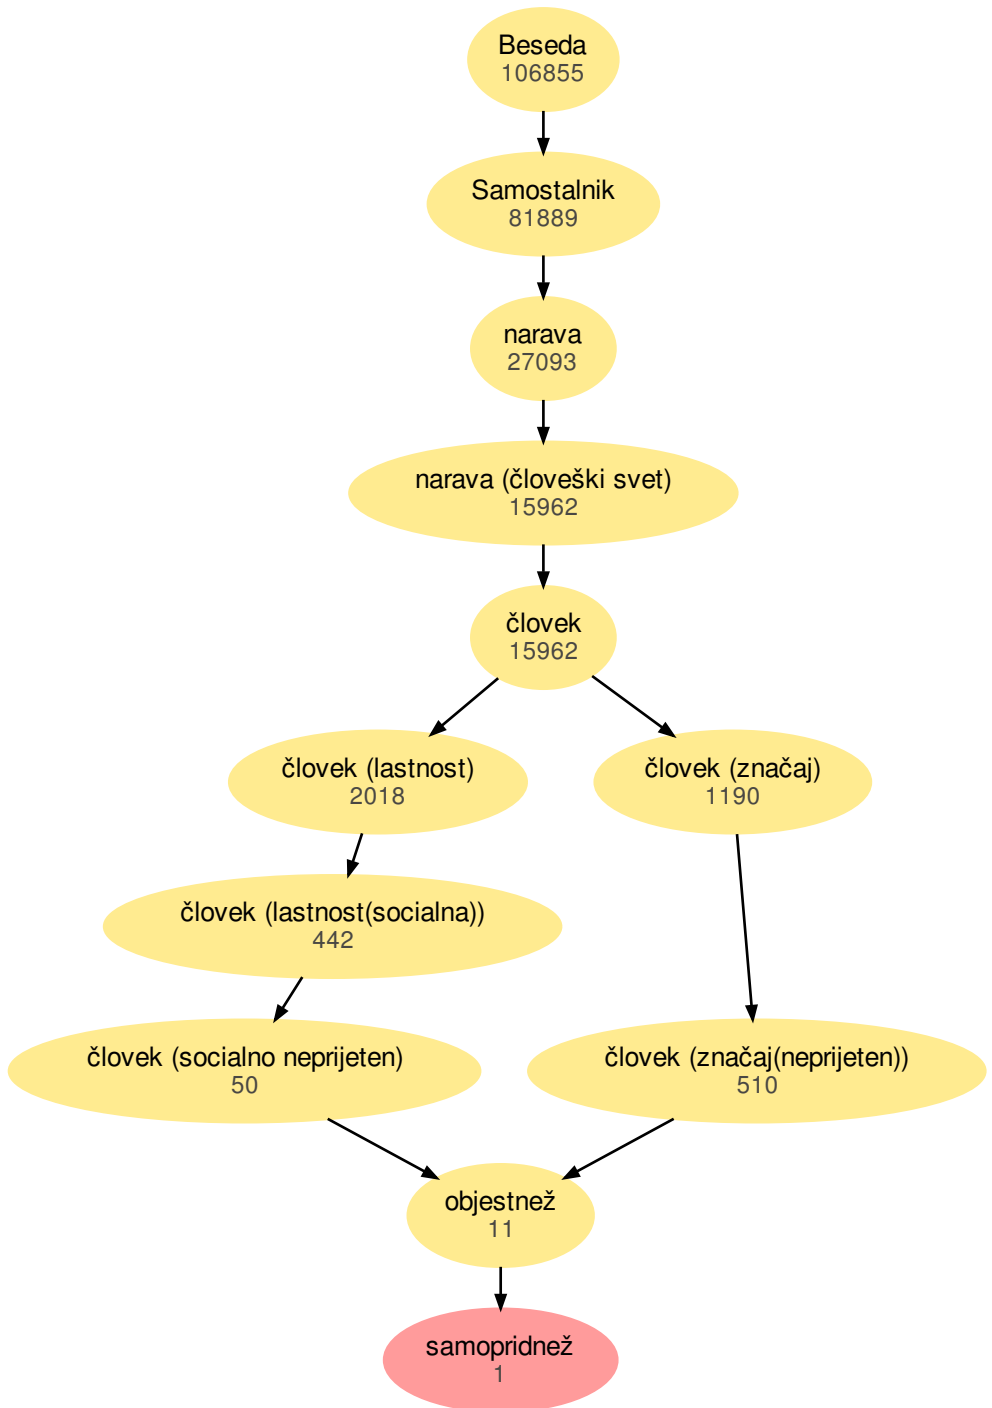 Beseda
106855
Samostalnik
81889
narava
27093
narava (človeški svet)
15962
človek
15962
človek (lastnost)
2018
človek (značaj)
1190
človek (lastnost(socialna))
442
človek (socialno neprijeten)
50
človek (značaj(neprijeten))
510
objestnež
11
samopridnež
1